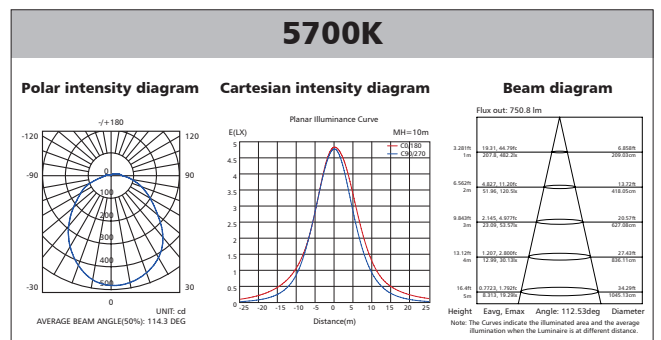 5700K
Polar intensity diagram
Cartesian intensity diagram
Beam diagram
-/+180
-120
120
-90
90
-30
30
0
0
100
200
300
400
500
UNIT: cd
AVERAGE BEAM ANGLE(50%): 114.3 DEG
Planar Illuminance Curve
E(LX)
MH=10m
C0/180
C90/270
5
4.5
4
3.5
3
2.5
2
1.5
1
0.5
0
-25 -20 -15 -10 -5 0 5 10 15 20 25
Distance(m)
Flux out: 750.8 lm
3.281ft 19.31, 44.79fc 6.858ft
1m 207.8, 482.2lx 209.03cm
6.562ft 4.827, 11.20fc 13.72ft
2m 51.96, 120.5lx 418.05cm
9.843ft 2.145, 4.977fc 20.57ft
3m 23.09, 53.57lx 627.08cm
13.12ft 1.207, 2.800fc 27.43ft
4m 12.99, 30.13lx 836.11cm
16.4ft 0.7723, 1.792fc 34.29ft
5m 8.313, 19.29lx 1045.13cm
Height Eavg, Emax Angle: 112.53deg Diameter
Note: The Curves indicate the illuminated area and the average
illumination when the Luminaire is at different distance.